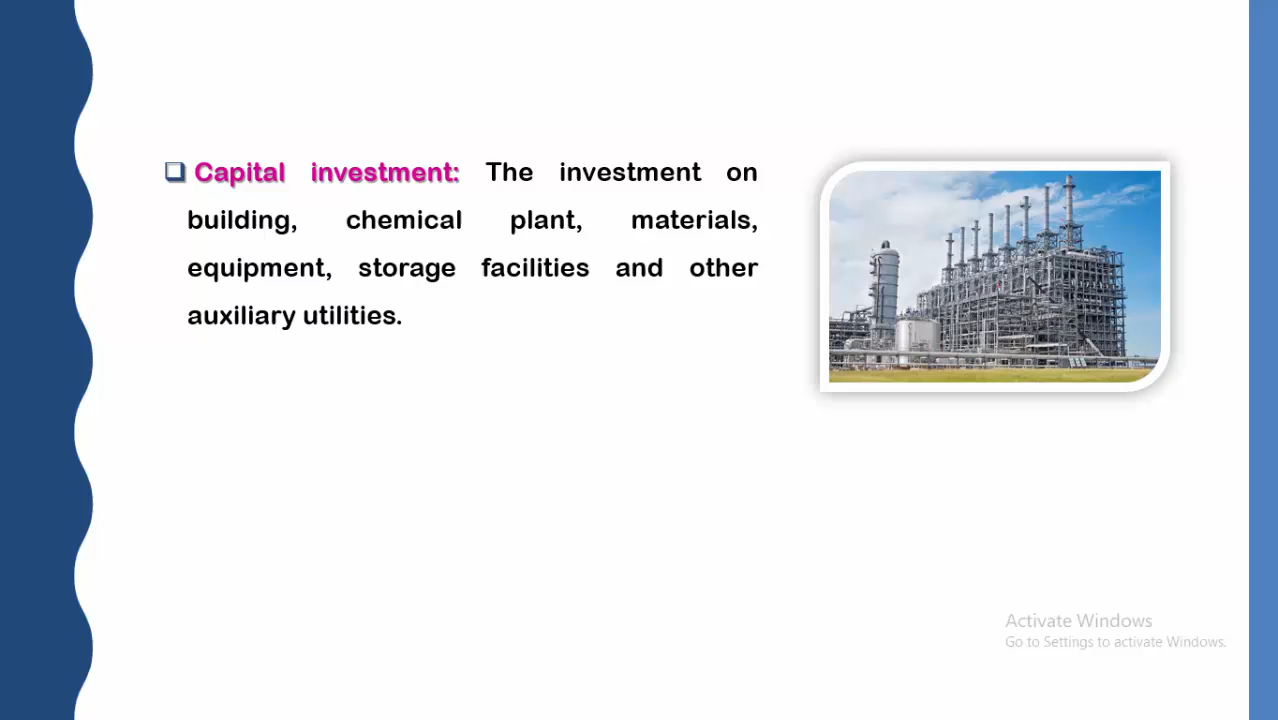 Capital investment: The investment on
building, chemical plant, materials,
equipment, storage facilities and other
auxiliary utilities.
Activate Windows
Go to Settings to activate Windows.